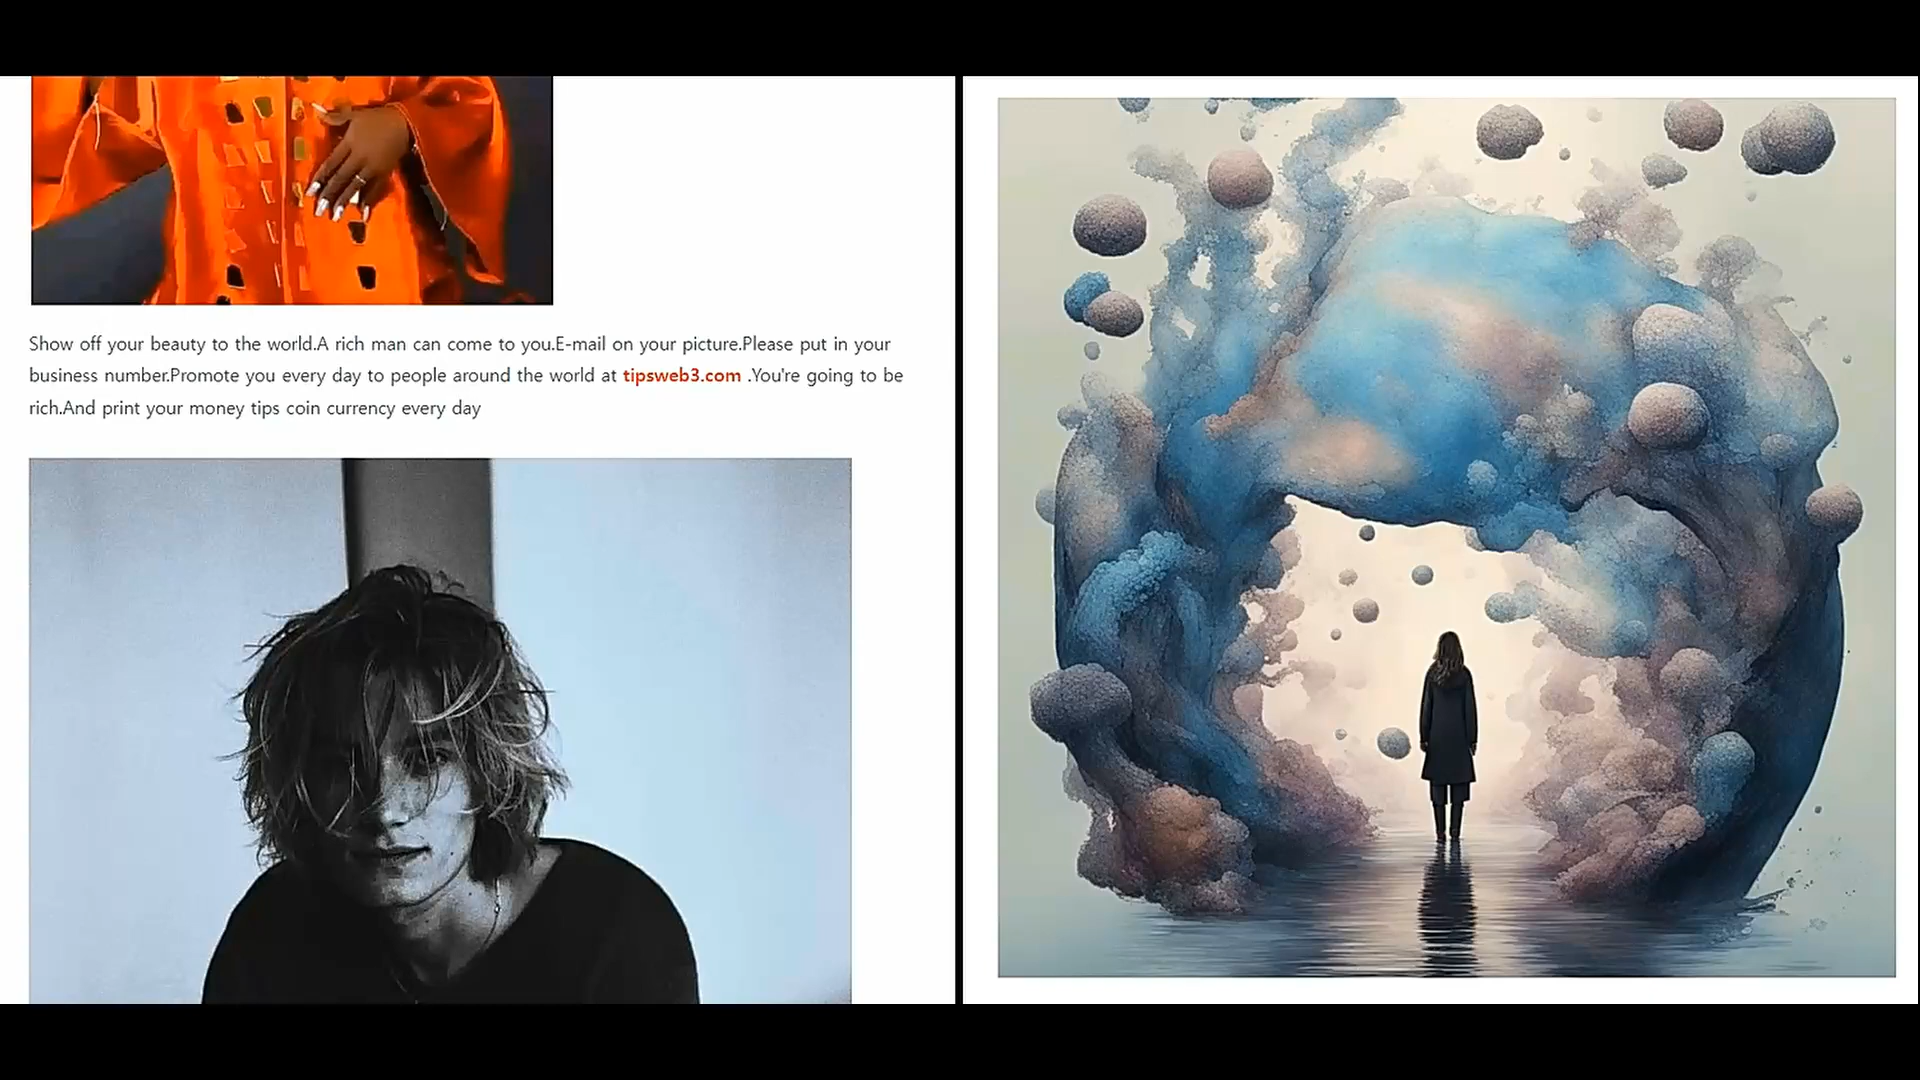 Show off your beauty to the world.A rich man can come to you.E-mail on your picture.Please put in your
business number.Promote you every day to people around the world at tipsweb3.com .You're going to be
rich.And print your money tips coin currency every day